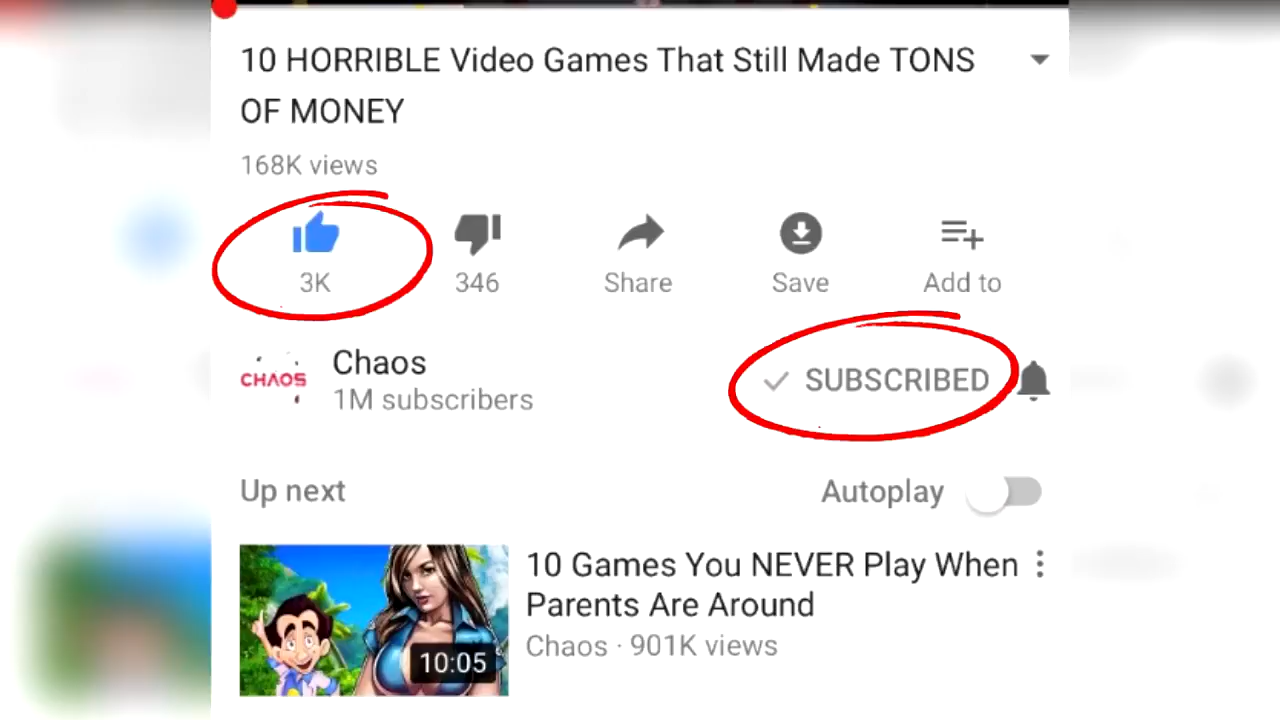 10 HORRIBLE Video Games That Still Made TONS
OF MONEY
168K views
3K
346
Share
Save
Add to
CHAOS
Chaos
1M subscribers
SUBSCRIBED
Up next
Autoplay
10:05
10 Games You NEVER Play When
Parents Are Around
Chaos · 901K views